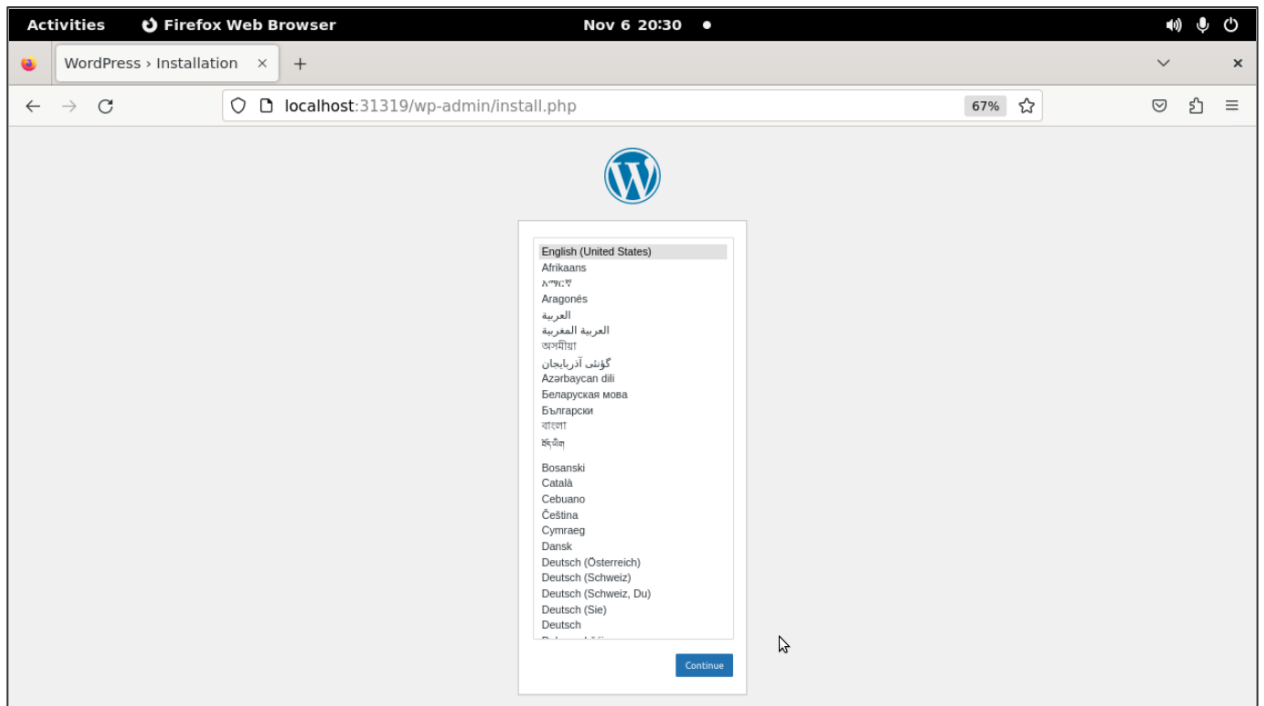 Activities Firefox Web Browser Nov 6 20:30
WordPress › Installation
localhost:31319/wp-admin/install.php 67%
English (United States)
Afrikaans
አማርኛ
Aragonés
العربية
العربية المغربية
অসমীয়া
گؤنئی آذربایجان
Azərbaycan dili
Беларуская мова
Български
বাংলা
བོད་ཡིག
Bosanski
Català
Cebuano
Čeština
Cymraeg
Dansk
Deutsch (Österreich)
Deutsch (Schweiz)
Deutsch (Schweiz, Du)
Deutsch (Sie)
Deutsch
Continue